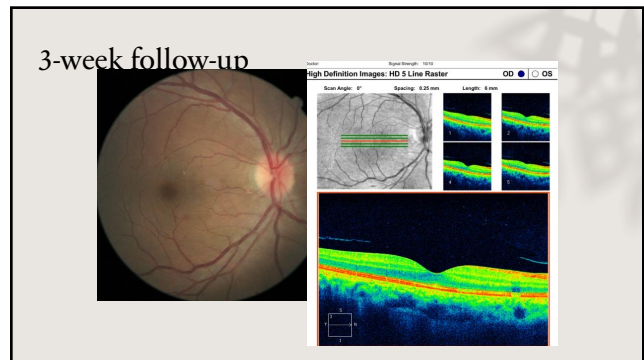 3-week follow-up
Signal Strength: 10/10
High Definition Images: HD 5 Line Raster OD OS
Scan Angle: 0° Spacing: 0.25 mm Length: 6 mm
1
2
4
5